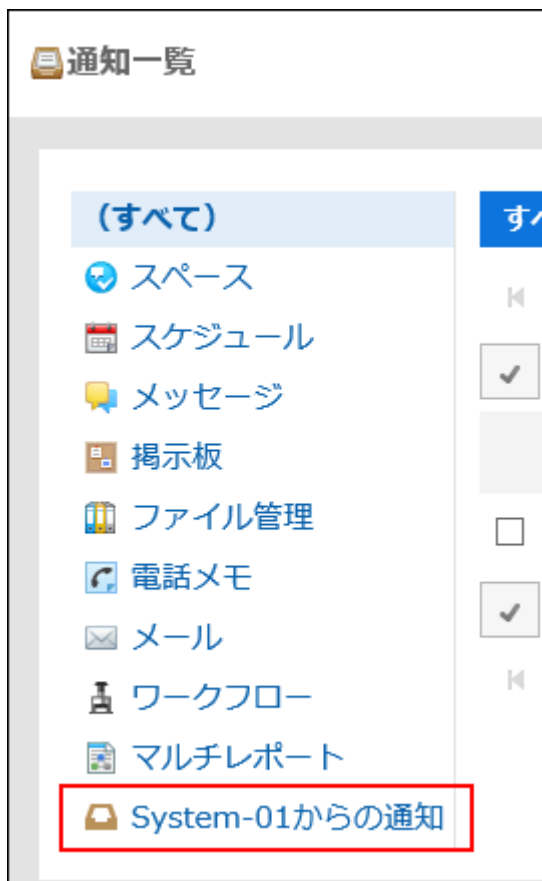 通知一覧
(すべて)
スペース
スケジュール
メッセージ
掲示板
ファイル管理
電話メモ
メール
ワークフロー
マルチレポート
System-01からの通知